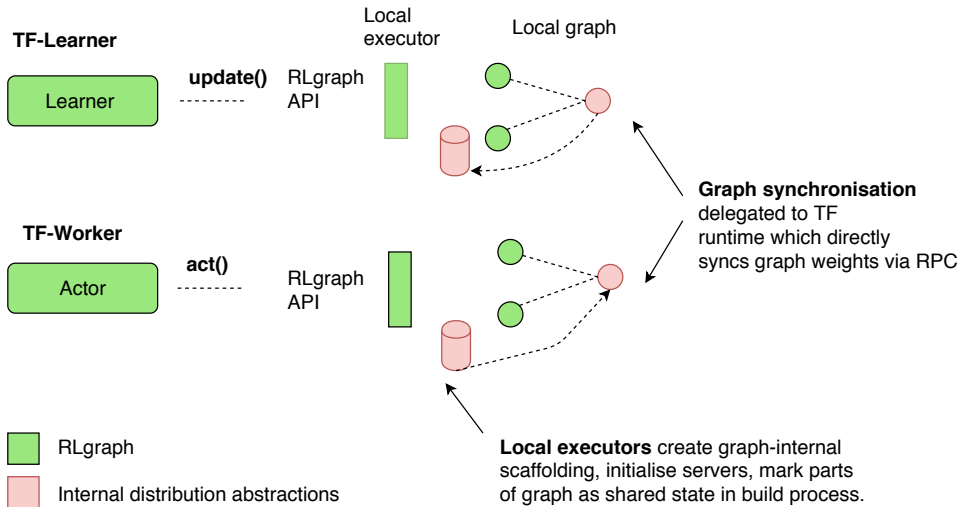 Local
executor
Local graph
TF-Learner
Learner
update()
RLgraph
API
Graph synchronisation
delegated to TF
runtime which directly
syncs graph weights via RPC
TF-Worker
Actor
act()
RLgraph
API
RLgraph
Internal distribution abstractions
Local executors create graph-internal
scaffolding, initialise servers, mark parts
of graph as shared state in build process.